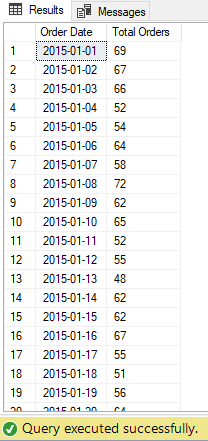 Results Messages
Order Date Total Orders
1 2015-01-01 69
2 2015-01-02 67
3 2015-01-03 66
4 2015-01-04 52
5 2015-01-05 54
6 2015-01-06 64
7 2015-01-07 58
8 2015-01-08 72
9 2015-01-09 62
10 2015-01-10 65
11 2015-01-11 52
12 2015-01-12 55
13 2015-01-13 48
14 2015-01-14 62
15 2015-01-15 62
16 2015-01-16 67
17 2015-01-17 55
18 2015-01-18 51
19 2015-01-19 56
20 2015-01-20 64
Query executed successfully.